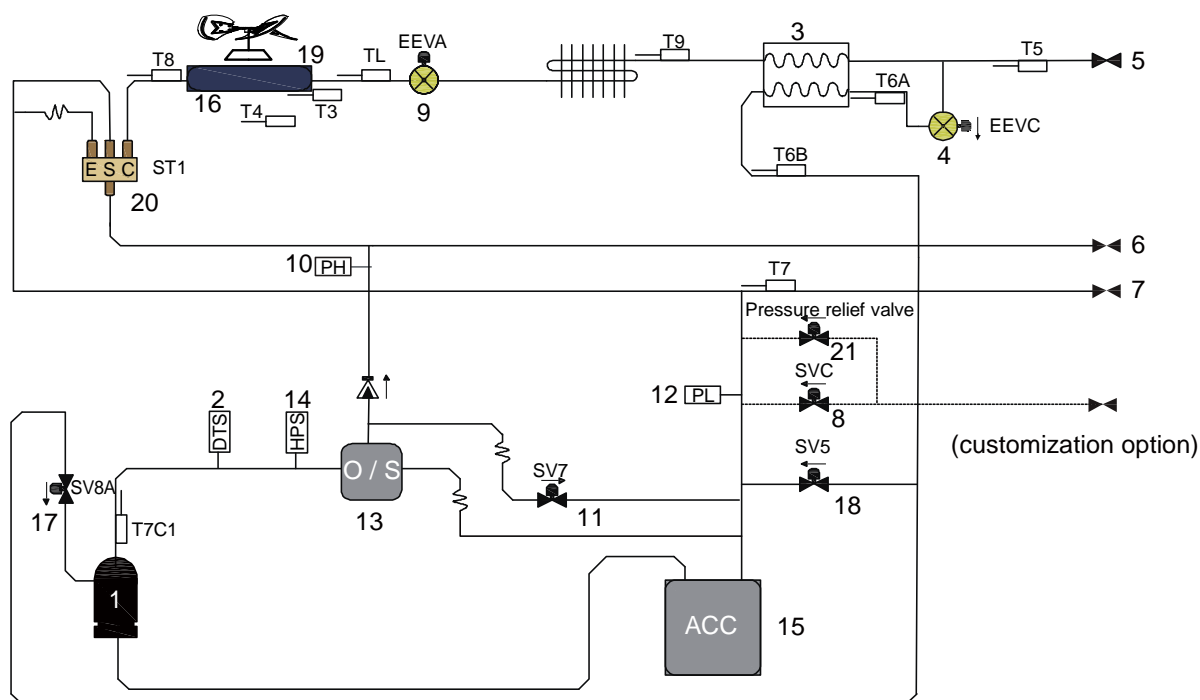 3
T8
19
TL
EEVA
T9
T5
5
16
T3
T4
9
T6A
EEVC
4
E S C
ST1
20
T6B
6
10
PH
T7
7
Pressure relief valve
21
SVC
12
PL
8
2
14
DTS
HPS
(customization option)
SV5
O / S
SV7
SV8A
17
18
13
11
T7C1
1
ACC
15